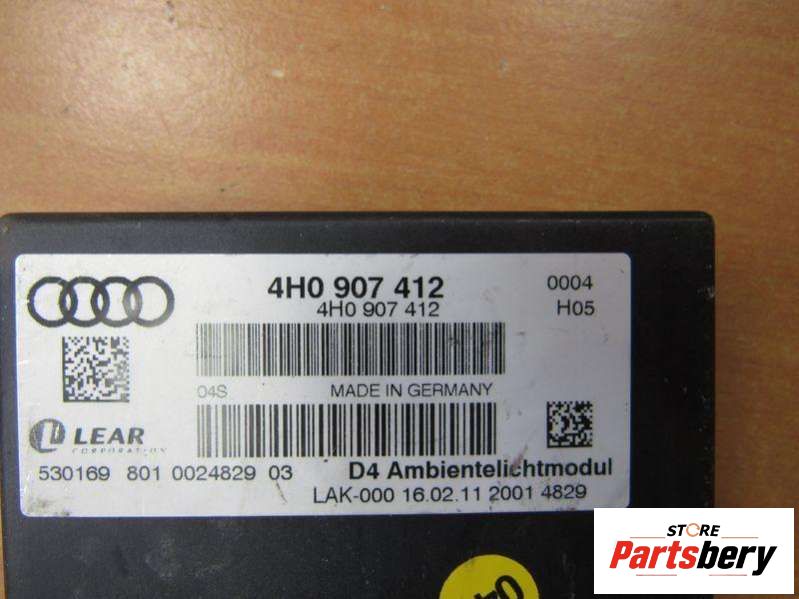 4H0 907 412
0004
4H0 907 412
H05
04S MADE IN GERMANY
LEAR
CORPORATION
530169 801 0024829 03 D4 Ambientelichtmodul
LAK-000 16.02.11 2001 4829
STORE
Partsbery